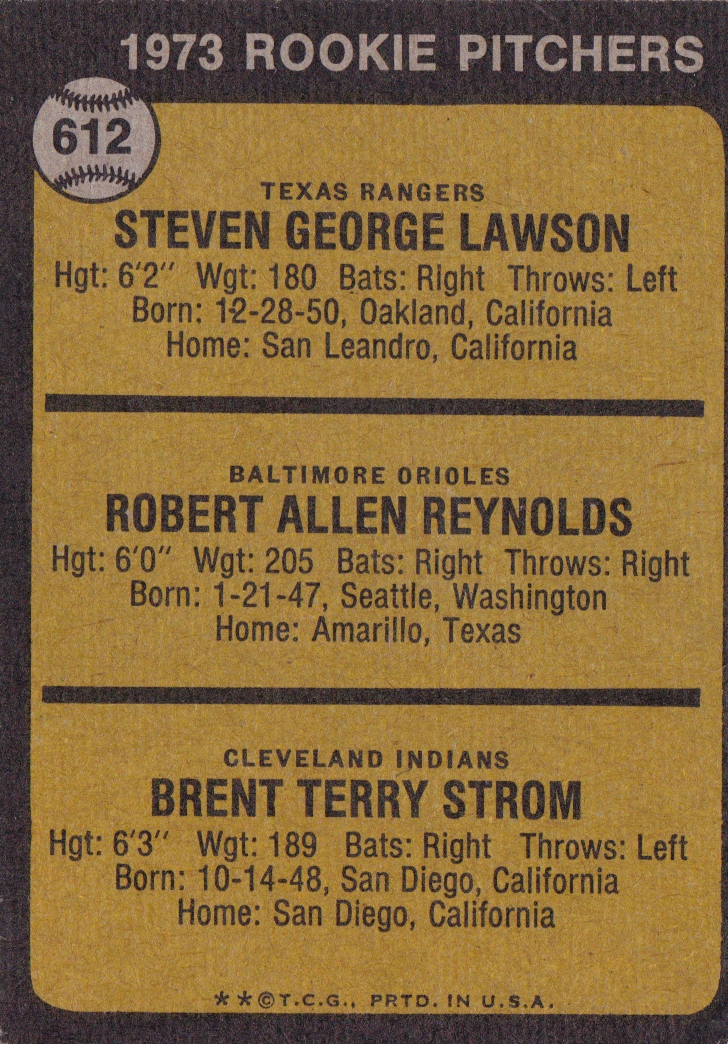 1973 ROOKIE PITCHERS
612
TEXAS RANGERS
STEVEN GEORGE LAWSON
Hgt: 6'2" Wgt: 180 Bats: Right Throws: Left
Born: 12-28-50, Oakland, California
Home: San Leandro, California
BALTIMORE ORIOLES
ROBERT ALLEN REYNOLDS
Hgt: 6'0" Wgt: 205 Bats: Right Throws: Right
Born: 1-21-47, Seattle, Washington
Home: Amarillo, Texas
CLEVELAND INDIANS
BRENT TERRY STROM
Hgt: 6'3" Wgt: 189 Bats: Right Throws: Left
Born: 10-14-48, San Diego, California
Home: San Diego, California
**©T.C.G., PRTD. IN U.S.A.